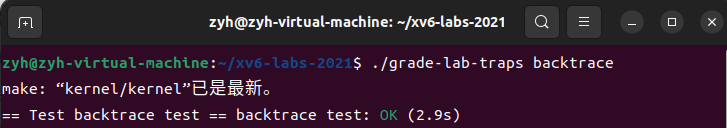 zyh@zyh-virtual-machine: ~/xv6-labs-2021
zyh@zyh-virtual-machine:~/xv6-labs-2021$ ./grade-lab-traps backtrace
make: “kernel/kernel”已是最新。
== Test backtrace test == backtrace test: OK (2.9s)